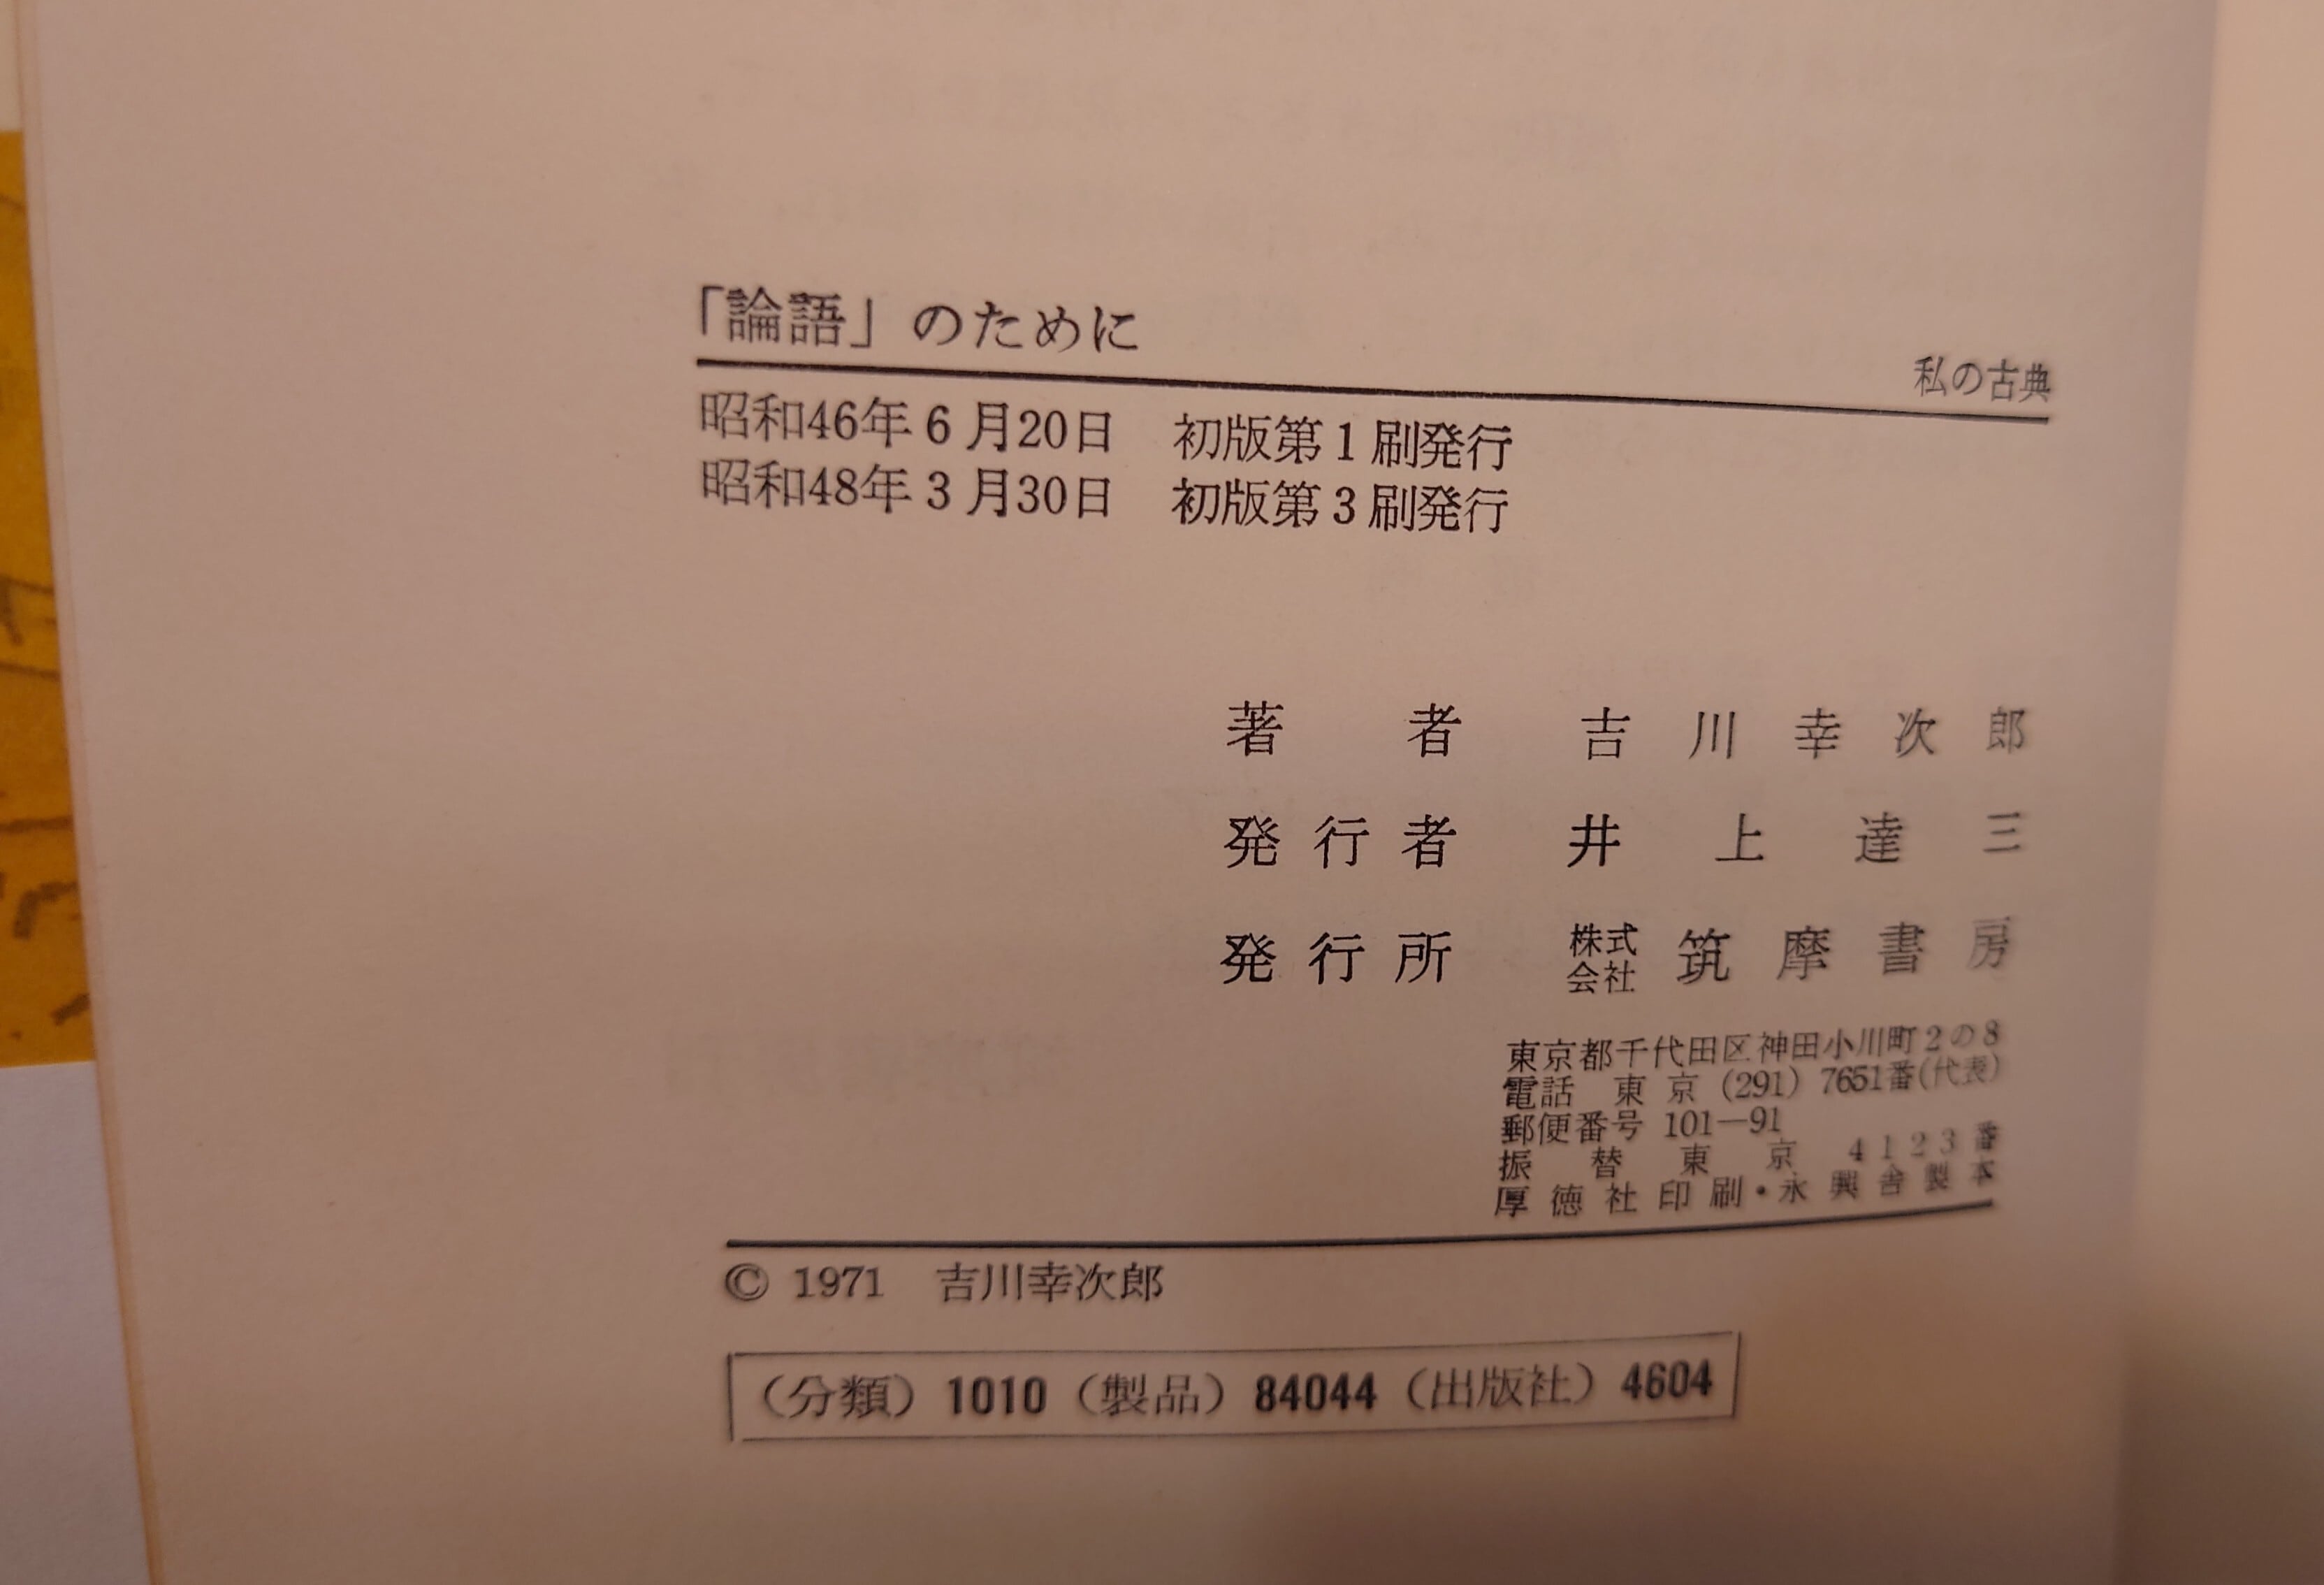 「論語」のために
私の古典
昭和46年6月20日 初版第1刷発行
昭和48年3月30日 初版第3刷発行
著者 吉川幸次郎
発行者 井上達三
発行所 株式会社 筑摩書房
東京都千代田区神田小川町2の8
電話 東京 (291) 7651番(代表)
郵便番号 101―91
振替東京 4123番
厚徳社印刷・永興舎製本
© 1971 吉川幸次郎
(分類) 1010 (製品) 84044 (出版社) 4604